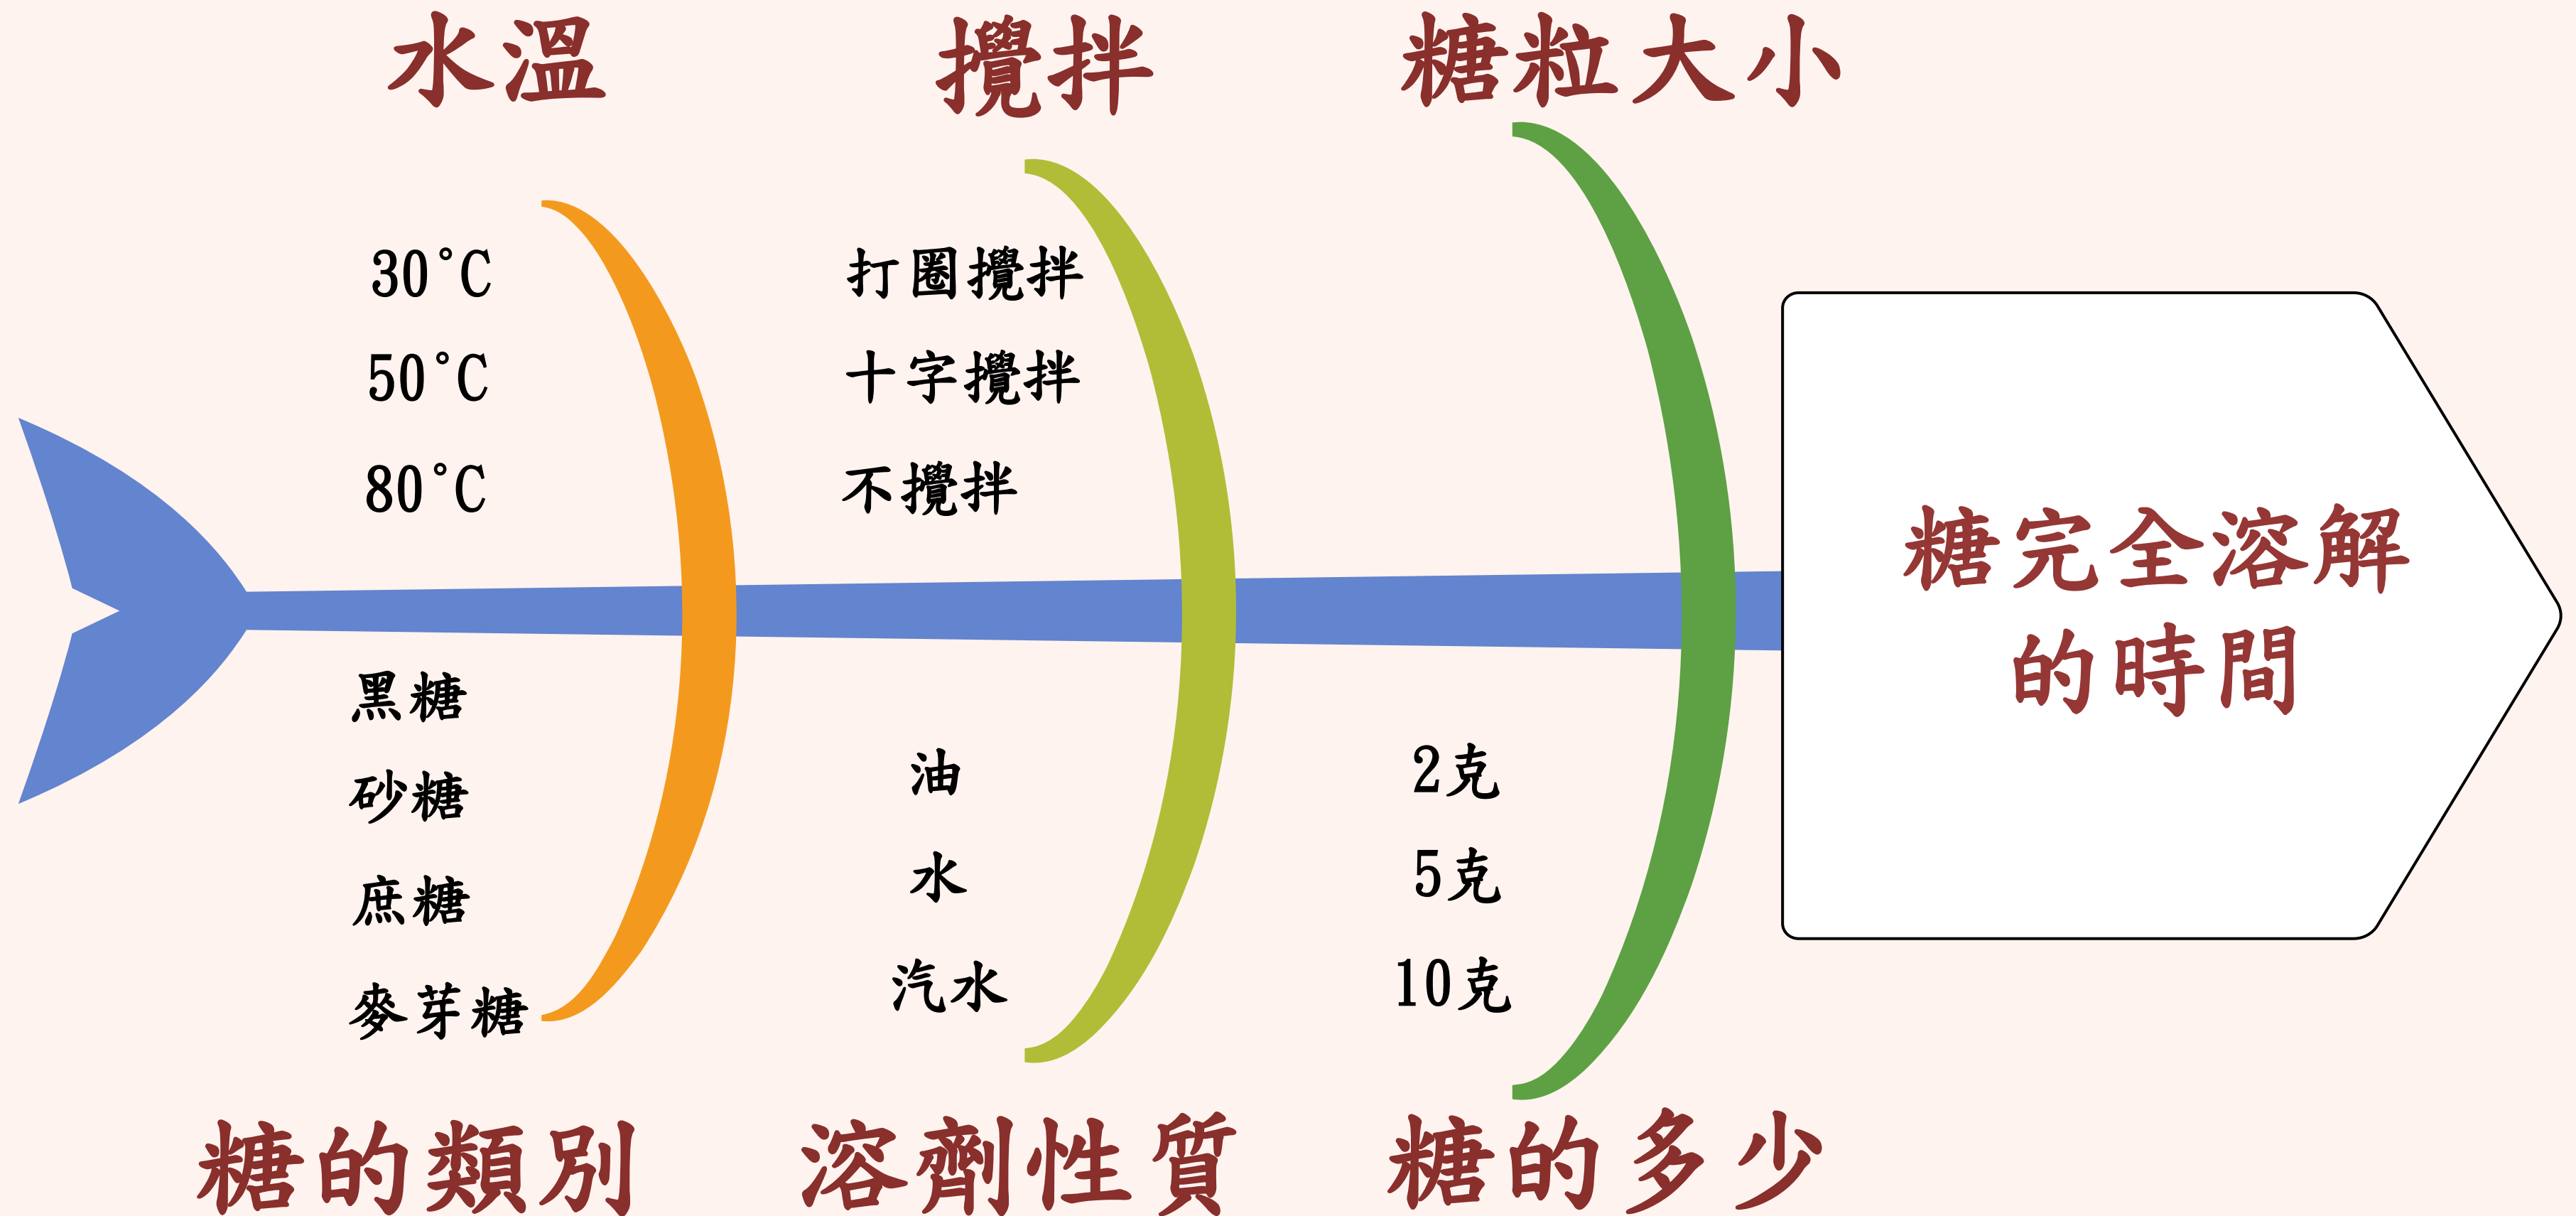 水溫
攪拌
糖粒大小
30°C
50°C
80°C
打圈攪拌
十字攪拌
不攪拌
糖完全溶解
的時間
黑糖
砂糖
庶糖
麥芽糖
油
水
汽水
2克
5克
10克
糖的類別
溶劑性質
糖的多少